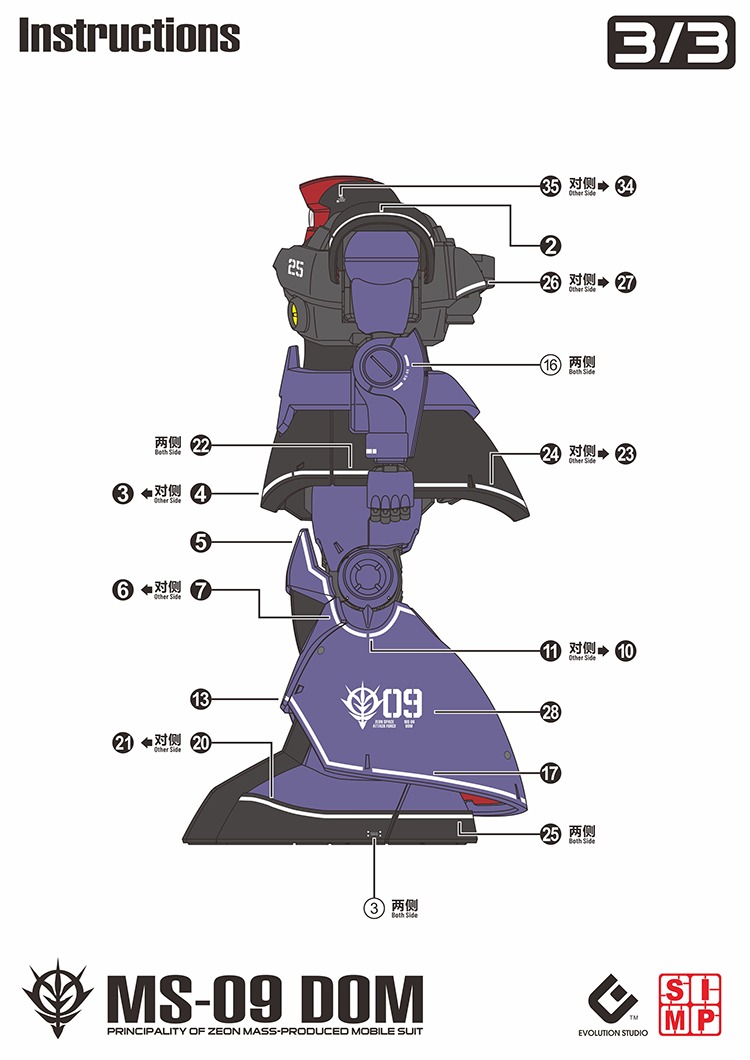 Instructions
3/3
35 对侧 34
Other Side
2
25
26 对侧 27
Other Side
16 两侧
Both Side
两侧 22
Both Side
24 对侧 23
Other Side
3 对侧 4
Other Side
5
6 对侧 7
Other Side
11 对侧 10
Other Side
13
09
ZEON SPACE
ATTACK FORCE
MS-09
DOM
28
21 对侧 20
Other Side
17
25 两侧
Both Side
3 两侧
Both Side
MS-09 DOM
PRINCIPALITY OF ZEON MASS-PRODUCED MOBILE SUIT
TM
EVOLUTION STUDIO
SI
MP